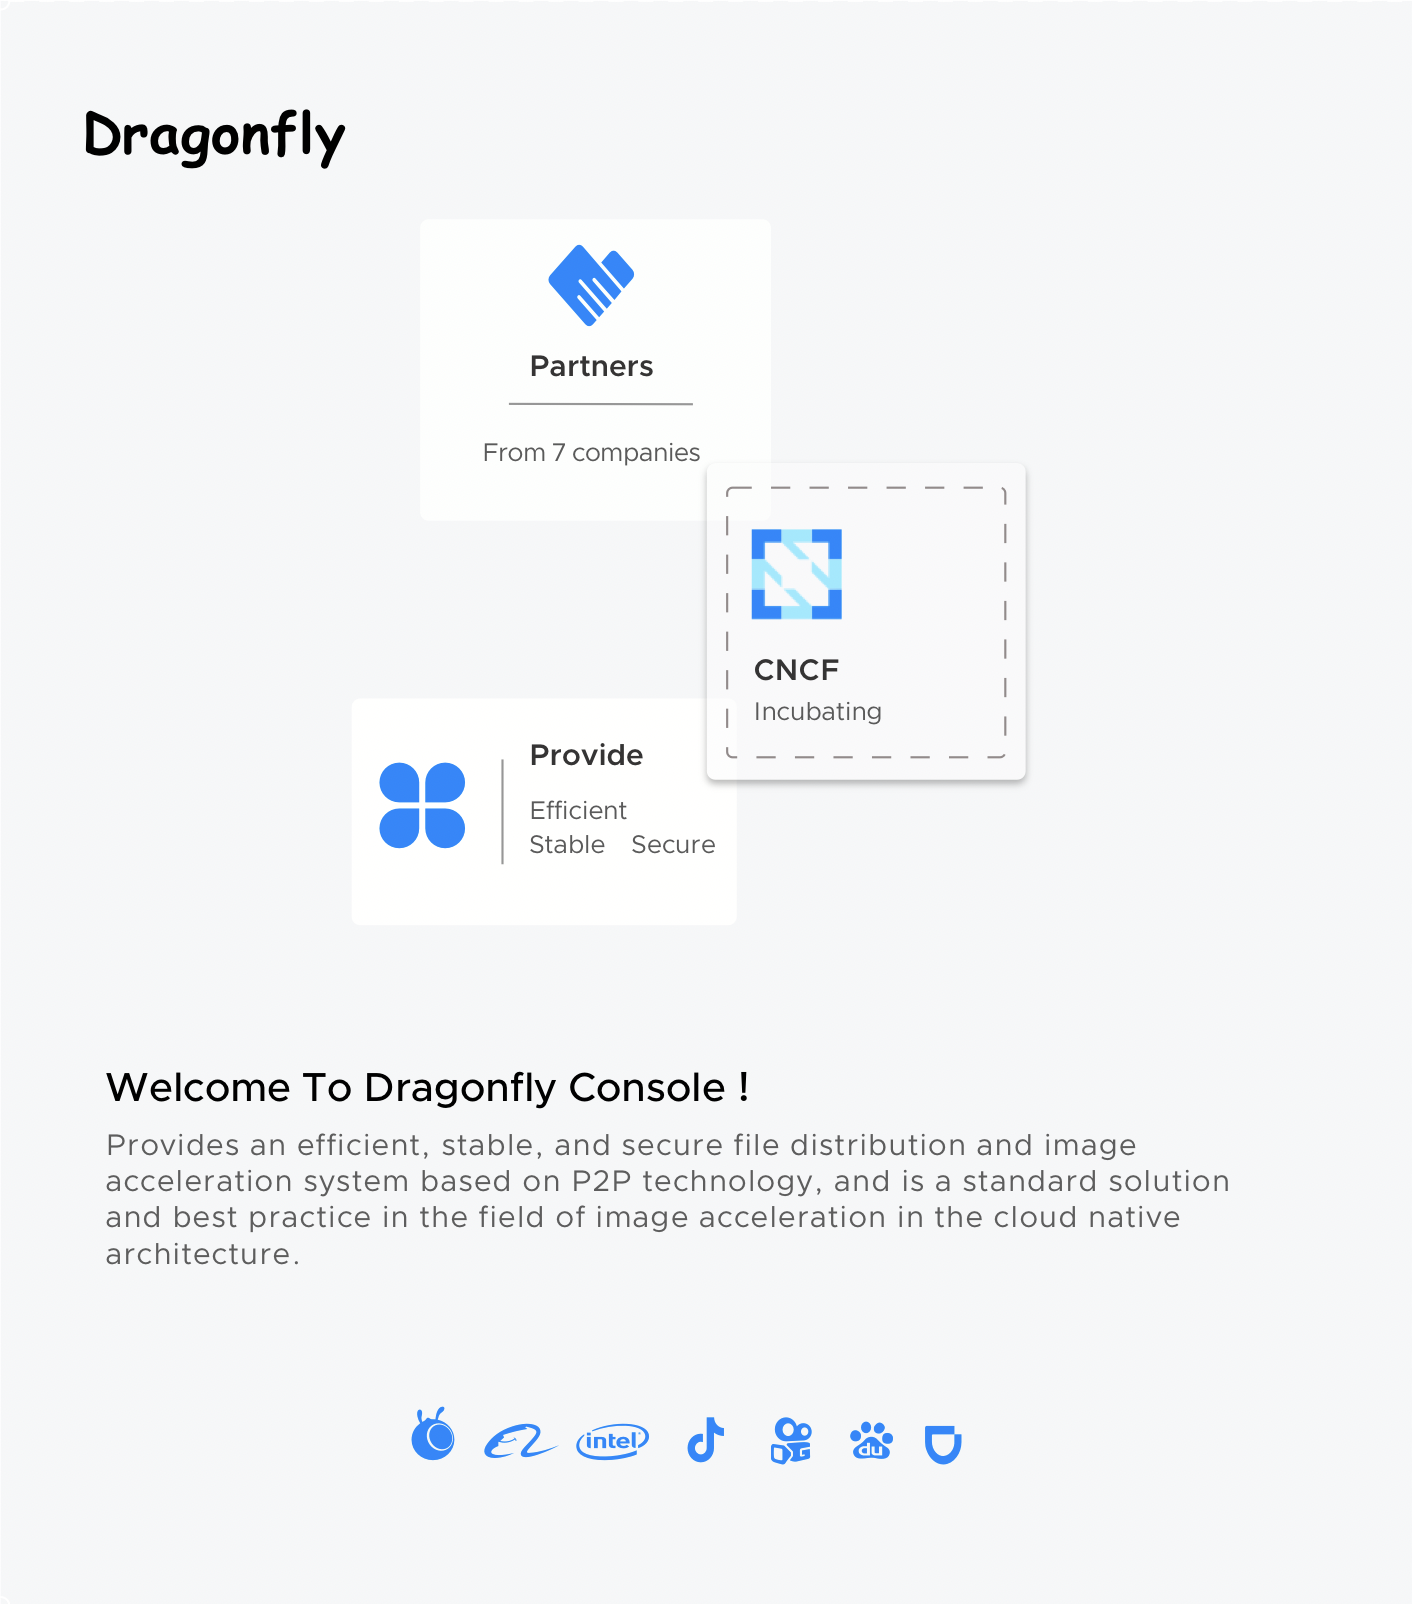 Dragonfly
Partners
From 7 companies
CNCF
Incubating
Provide
Efficient
Stable Secure
Welcome To Dragonfly Console !
Provides an efficient, stable, and secure file distribution and image
acceleration system based on P2P technology, and is a standard solution
and best practice in the field of image acceleration in the cloud native
architecture.
intel
du